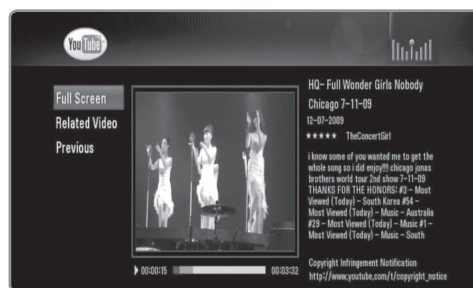 YouTube
Full Screen
Related Video
Previous
00:00:15
00:03:32
HQ- Full Wonder Girls Nobody
Chicago 7-11-09
12-07-2009
★★★★★ TheConcertGirl
i know some of you wanted me to get the
whole song so i did enjoy!!!! chicago jonas
brothers world tour 2nd show 7-11-09
THANKS FOR THE HONORS: #3 - Most
Viewed (Today) - South Korea #54 -
Most Viewed (Today) - Music - Australia
#29 - Most Viewed (Today) - Music #1 -
Most Viewed (Today) - Music - South
Copyright Infringement Notification
http://www.youtube.com/t/copyright_notice